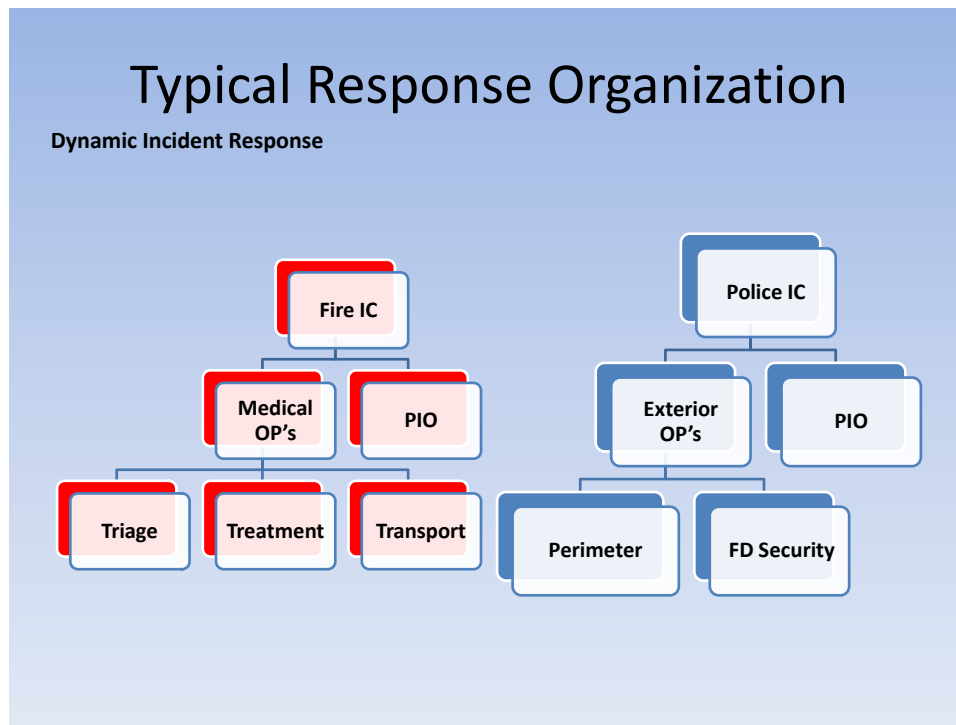 Typical Response Organization
Dynamic Incident Response
Fire IC
Medical
OP’s
PIO
Triage
Treatment
Transport
Police IC
Exterior
OP’s
PIO
Perimeter
FD Security